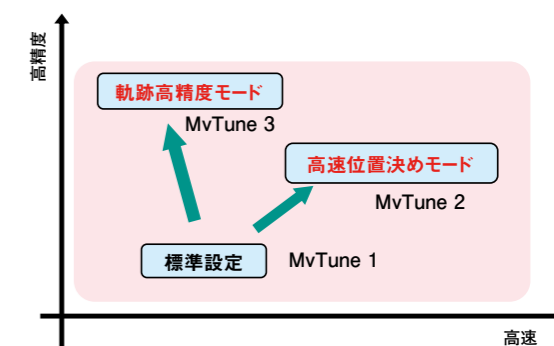 高精度
軌跡高精度モード
MvTune 3
高速位置決めモード
MvTune 2
標準設定
MvTune 1
高速